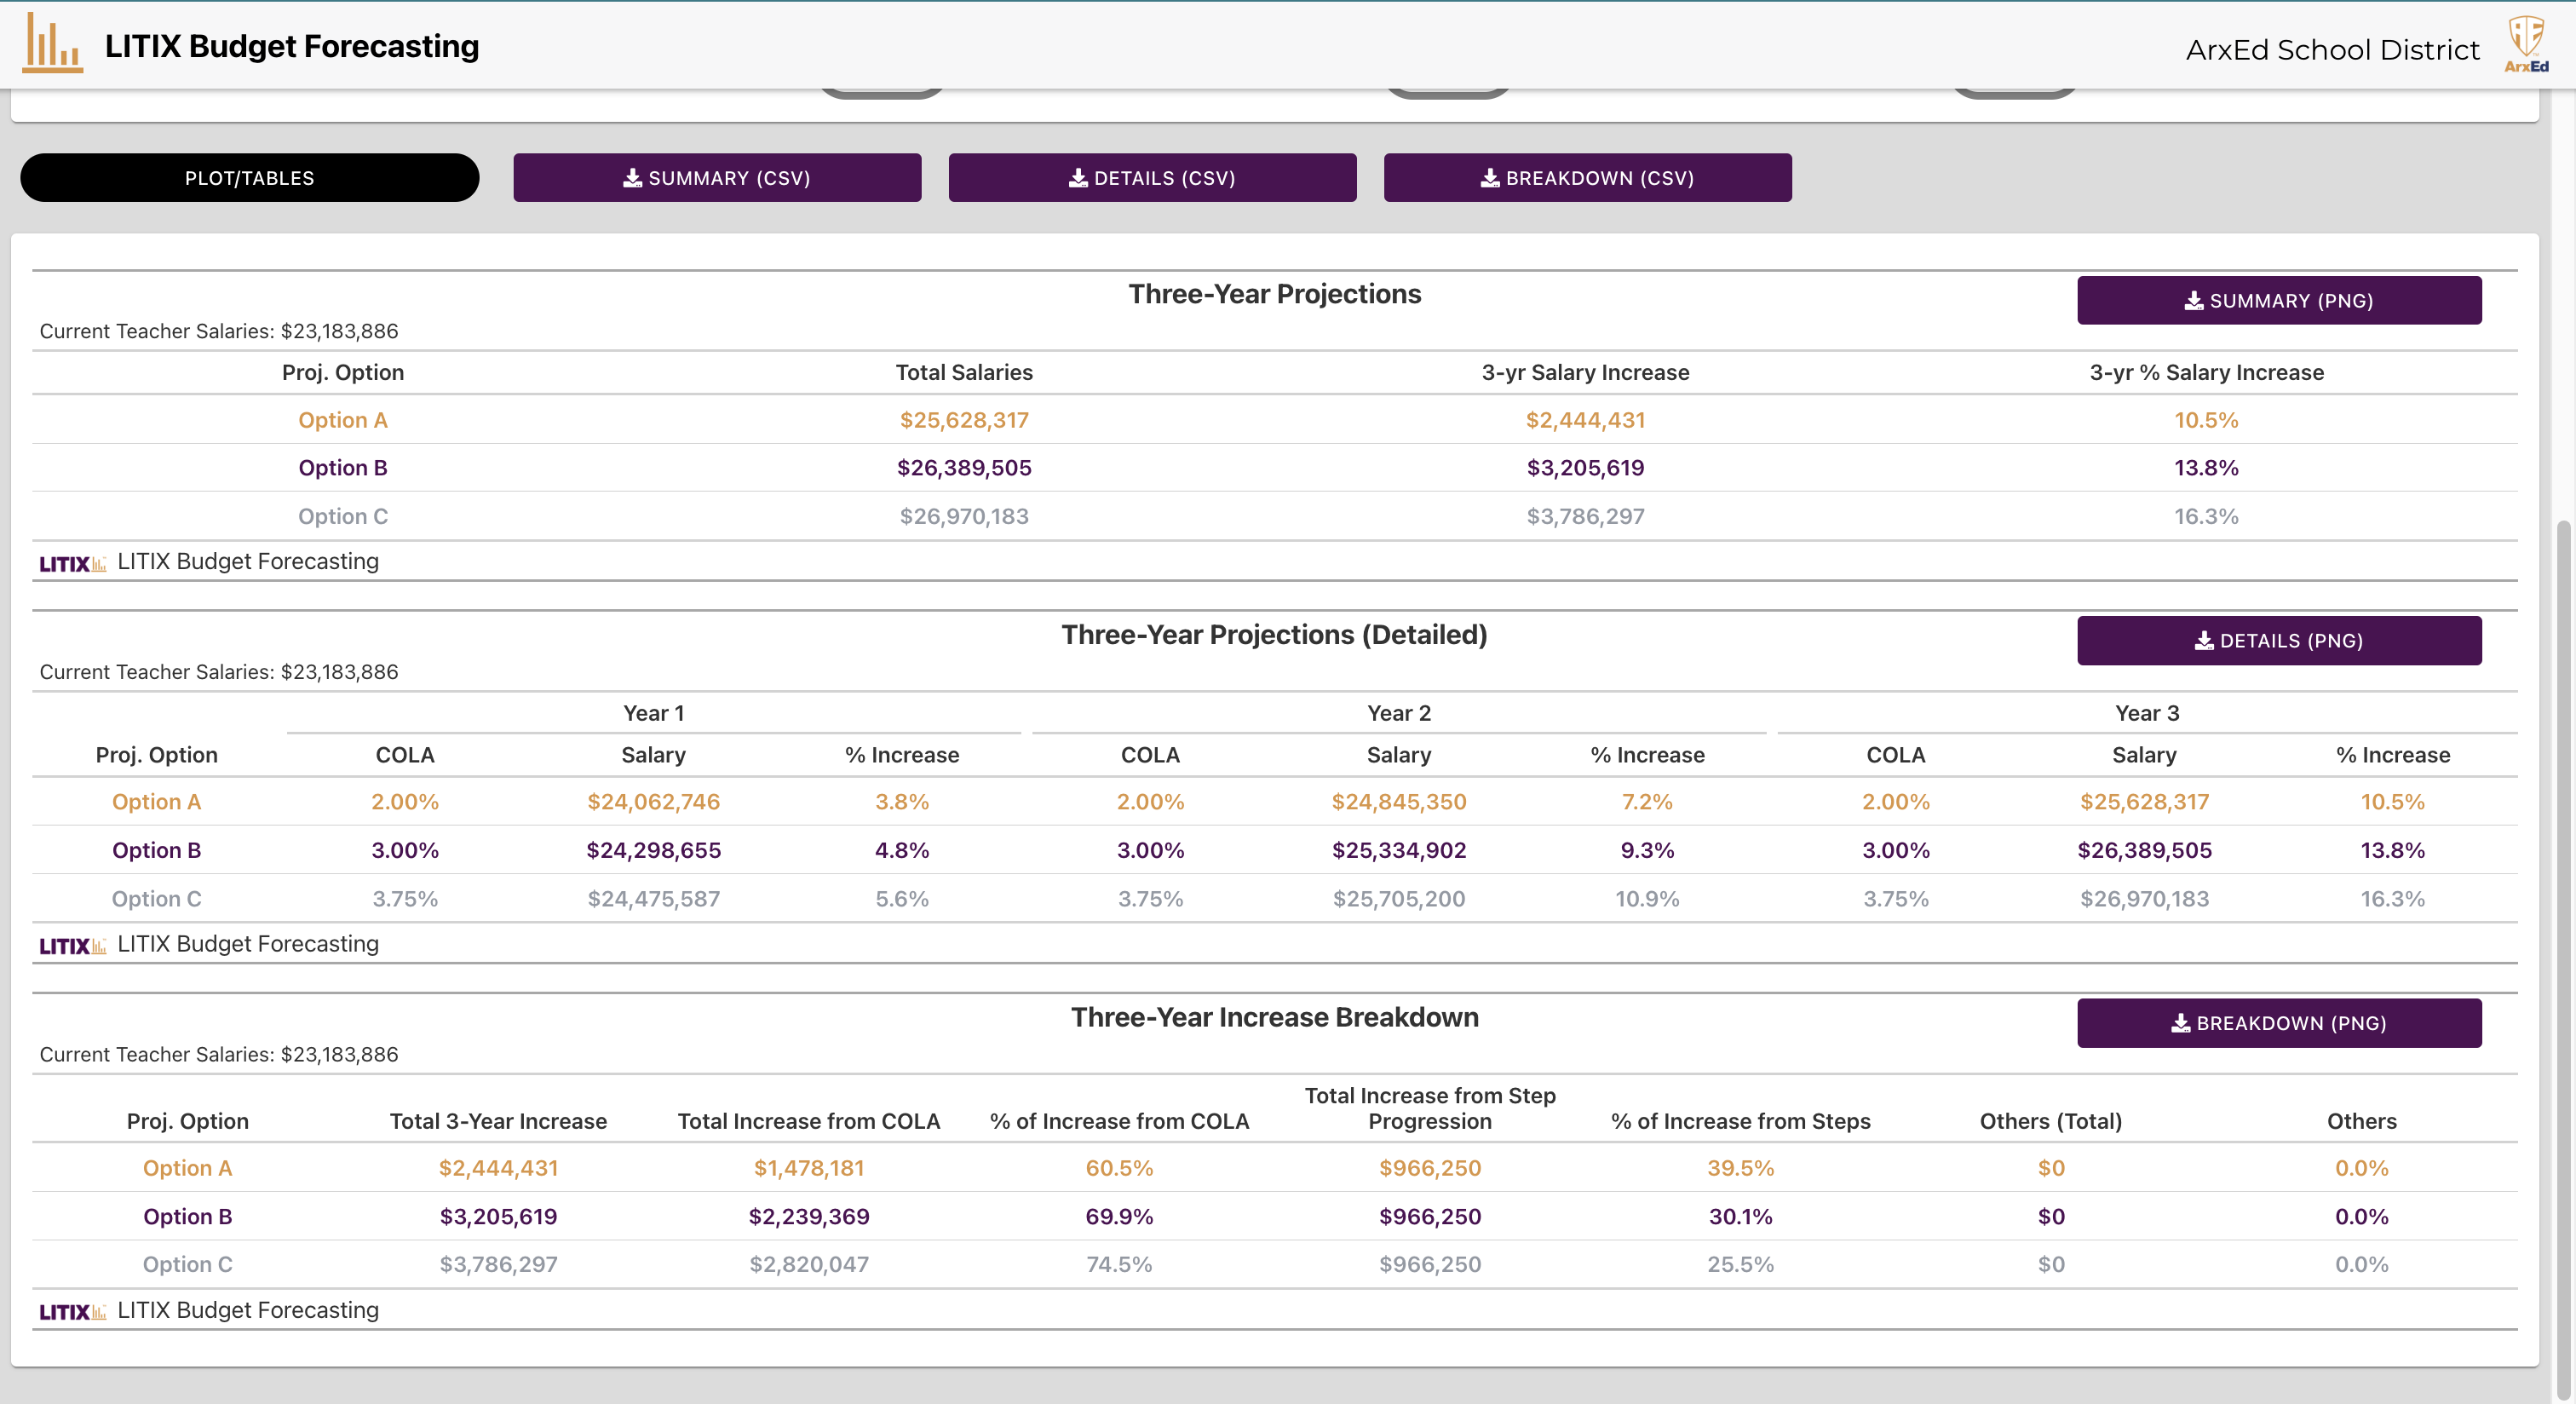 LITIX Budget Forecasting
ArxEd School District
ArxEd
PLOT/TABLES
SUMMARY (CSV)
DETAILS (CSV)
BREAKDOWN (CSV)
Three-Year Projections
SUMMARY (PNG)
Current Teacher Salaries: $23,183,886
Proj. Option Total Salaries 3-yr Salary Increase 3-yr % Salary Increase
Option A $25,628,317 $2,444,431 10.5%
Option B $26,389,505 $3,205,619 13.8%
Option C $26,970,183 $3,786,297 16.3%
LITIX LITIX Budget Forecasting
Three-Year Projections (Detailed)
DETAILS (PNG)
Current Teacher Salaries: $23,183,886
Year 1 Year 2 Year 3
Proj. Option COLA Salary % Increase COLA Salary % Increase COLA Salary % Increase
Option A 2.00% $24,062,746 3.8% 2.00% $24,845,350 7.2% 2.00% $25,628,317 10.5%
Option B 3.00% $24,298,655 4.8% 3.00% $25,334,902 9.3% 3.00% $26,389,505 13.8%
Option C 3.75% $24,475,587 5.6% 3.75% $25,705,200 10.9% 3.75% $26,970,183 16.3%
LITIX LITIX Budget Forecasting
Three-Year Increase Breakdown
BREAKDOWN (PNG)
Current Teacher Salaries: $23,183,886
Total Increase from Step
Proj. Option Total 3-Year Increase Total Increase from COLA % of Increase from COLA Progression % of Increase from Steps Others (Total) Others
Option A $2,444,431 $1,478,181 60.5% $966,250 39.5% $0 0.0%
Option B $3,205,619 $2,239,369 69.9% $966,250 30.1% $0 0.0%
Option C $3,786,297 $2,820,047 74.5% $966,250 25.5% $0 0.0%
LITIX LITIX Budget Forecasting